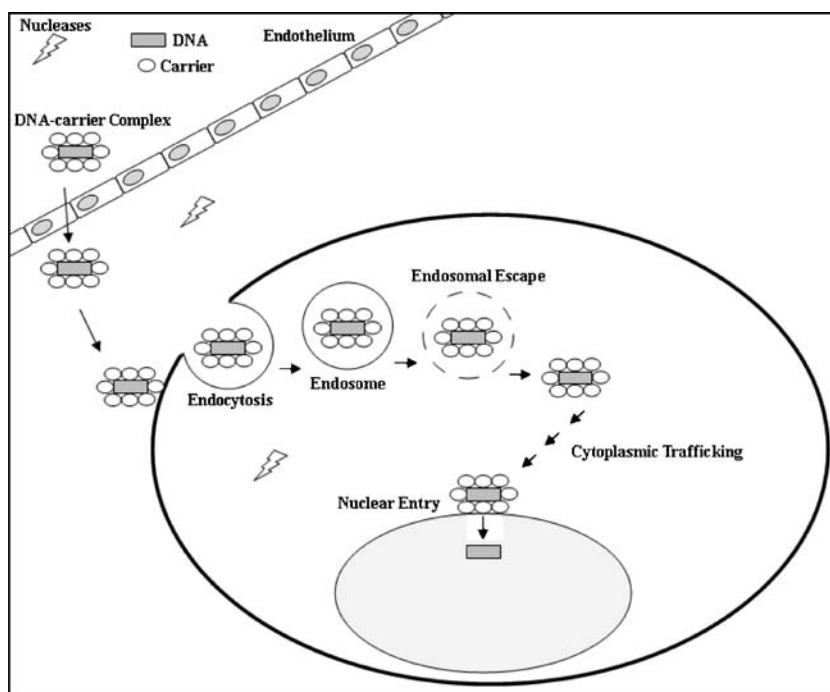 Nucleases
DNA
Carrier
Endothelium
DNA-carrier Complex
Endosomal Escape
Endocytosis
Endosome
Cytoplasmic Trafficking
Nuclear Entry